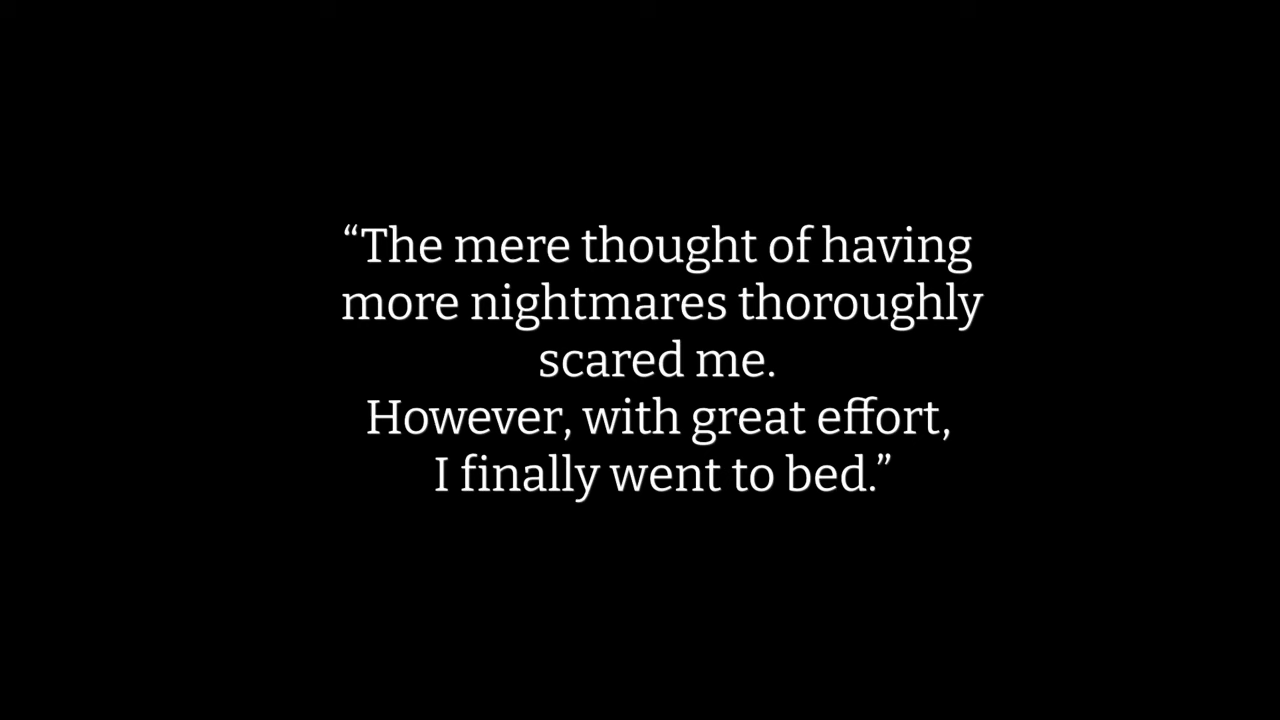 “The mere thought of having
more nightmares thoroughly
scared me.
However, with great effort,
I finally went to bed.”